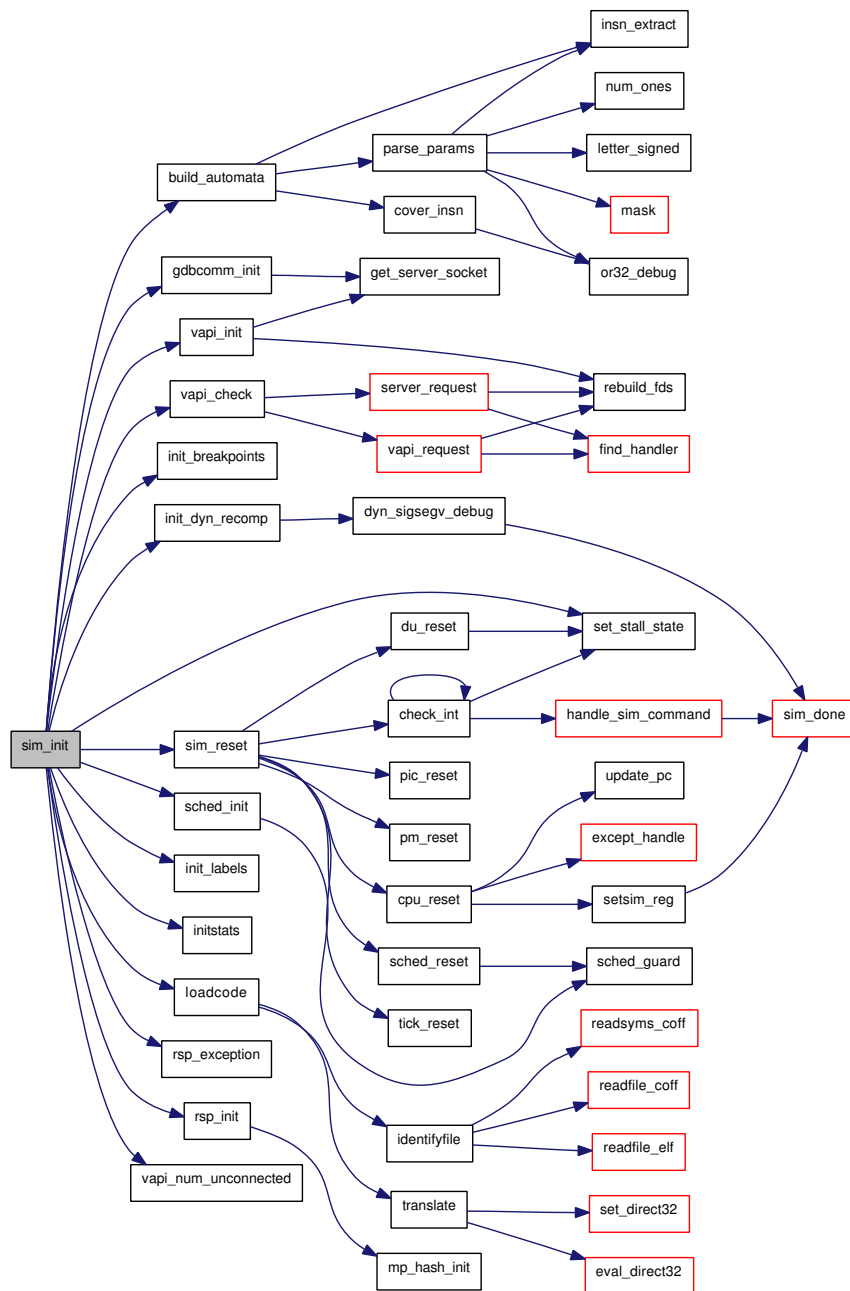 insn_extract
num_ones
parse_params
letter_signed
build_automata
mask
cover_insn
gdbcomm_init
get_server_socket
or32_debug
vapi_init
vapi_check
server_request
rebuild_fds
init_breakpoints
vapi_request
find_handler
init_dyn_recomp
dyn_sigsegv_debug
du_reset
set_stall_state
check_int
handle_sim_command
sim_done
sim_init
sim_reset
pic_reset
update_pc
sched_init
pm_reset
except_handle
init_labels
cpu_reset
setsim_reg
initstats
sched_reset
sched_guard
loadcode
tick_reset
readsyms_coff
rsp_exception
readfile_coff
rsp_init
identifyfile
readfile_elf
vapi_num_unconnected
translate
set_direct32
mp_hash_init
eval_direct32